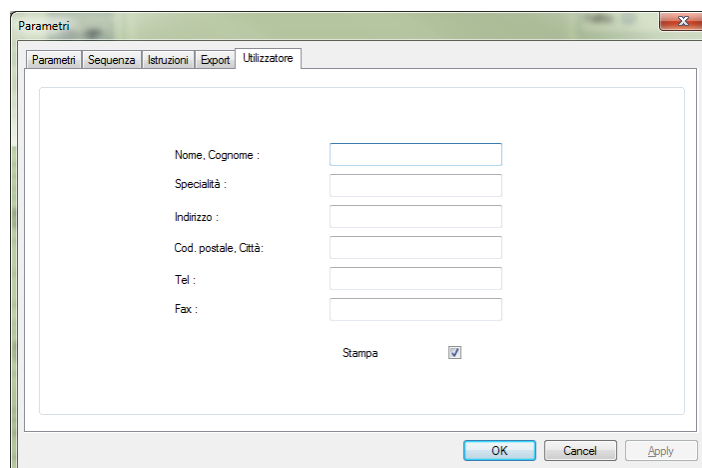 Parametri
Parametri Sequenza Istruzioni Export Utilizzatore
Nome, Cognome :
Specialità :
Indirizzo :
Cod. postale, Città:
Tel :
Fax :
Stampa
OK Cancel Apply